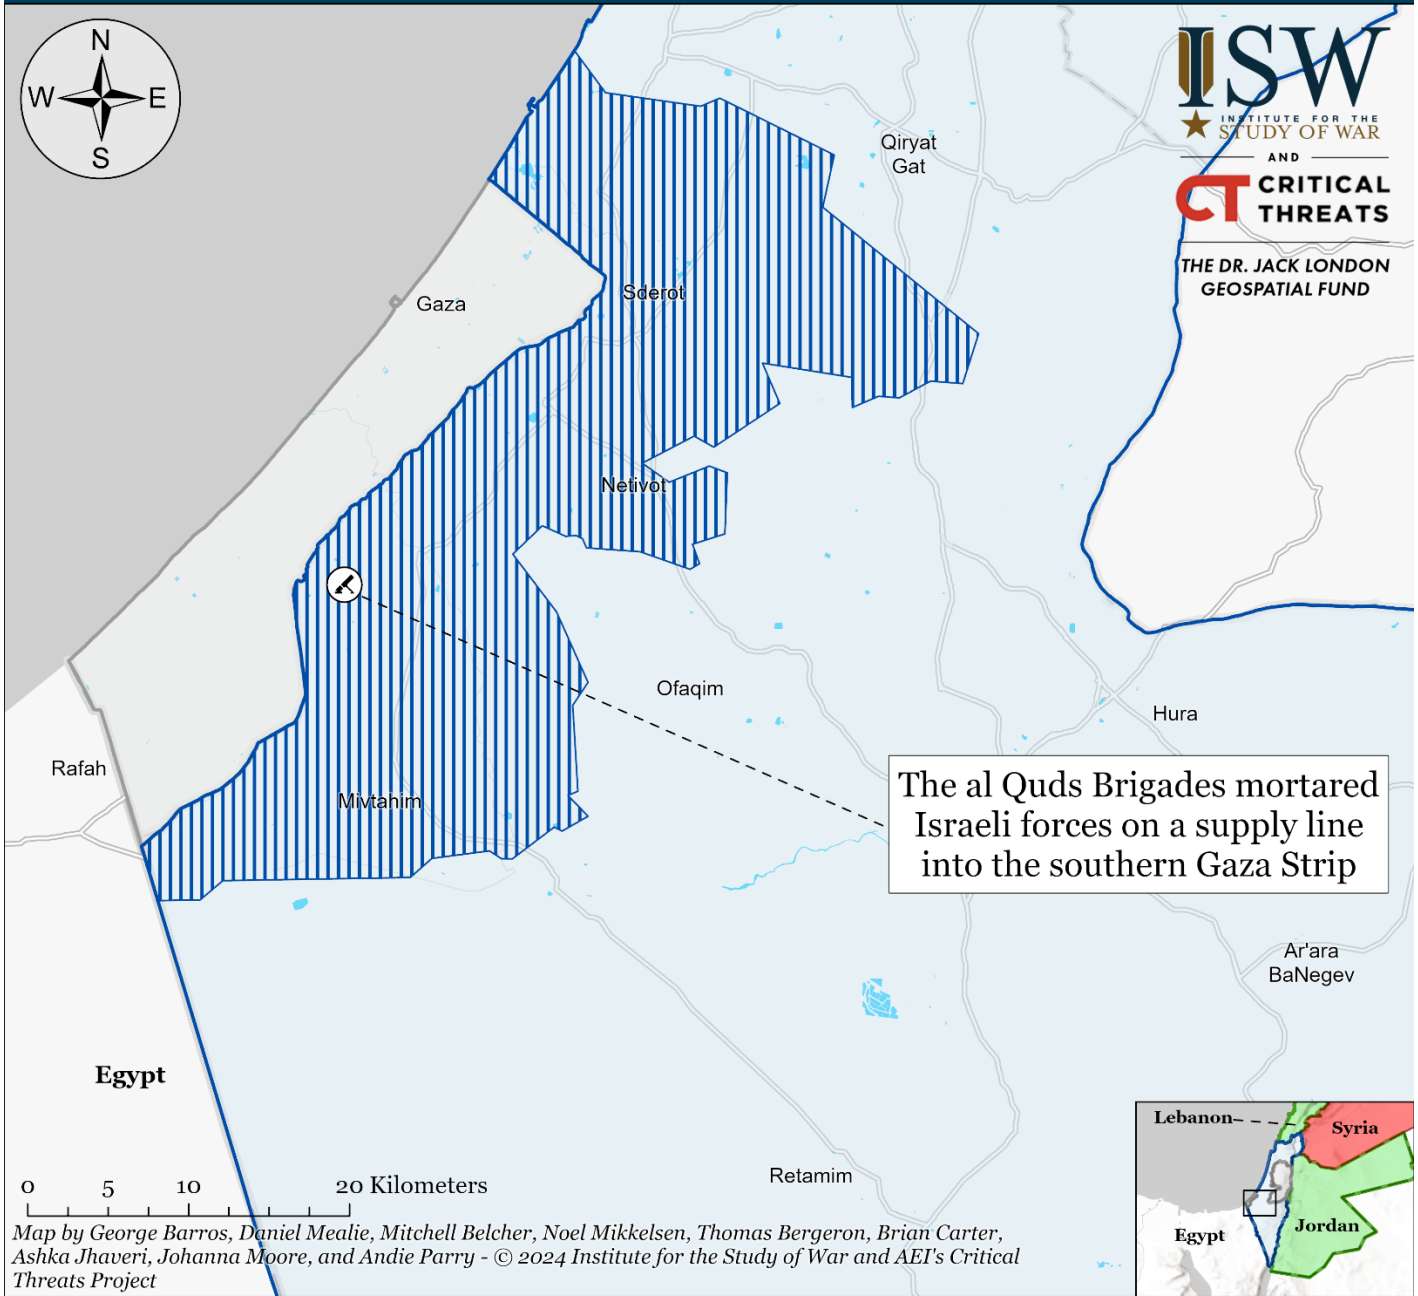 N
W
E
S
ISW
INSTITUTE FOR THE
STUDY OF WAR
AND
CT CRITICAL
THREATS
THE DR. JACK LONDON
GEOSPATIAL FUND
Qiryat
Gat
Gaza
Sderot
Netivot
Ofaqim
Hura
Rafah
Mivtahim
The al Quds Brigades mortared
Israeli forces on a supply line
into the southern Gaza Strip
Ar'ara
BaNegev
Egypt
Retamim
0 5 10 20 Kilometers
Map by George Barros, Daniel Mealie, Mitchell Belcher, Noel Mikkelsen, Thomas Bergeron, Brian Carter,
Ashka Jhaveri, Johanna Moore, and Andie Parry - © 2024 Institute for the Study of War and AEI's Critical
Threats Project
Lebanon
Syria
Egypt
Jordan